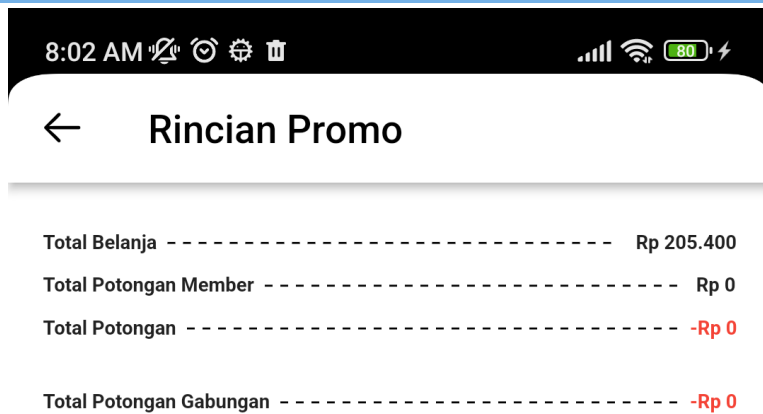 8:02 AM 80
Rincian Promo
Total Belanja - - - - - - - - - - - - - - - - - - - - - - - - - - - - - Rp 205.400
Total Potongan Member - - - - - - - - - - - - - - - - - - - - - - - - - - - Rp 0
Total Potongan - - - - - - - - - - - - - - - - - - - - - - - - - - - - - - - - -Rp 0
Total Potongan Gabungan - - - - - - - - - - - - - - - - - - - - - - - - - - -Rp 0